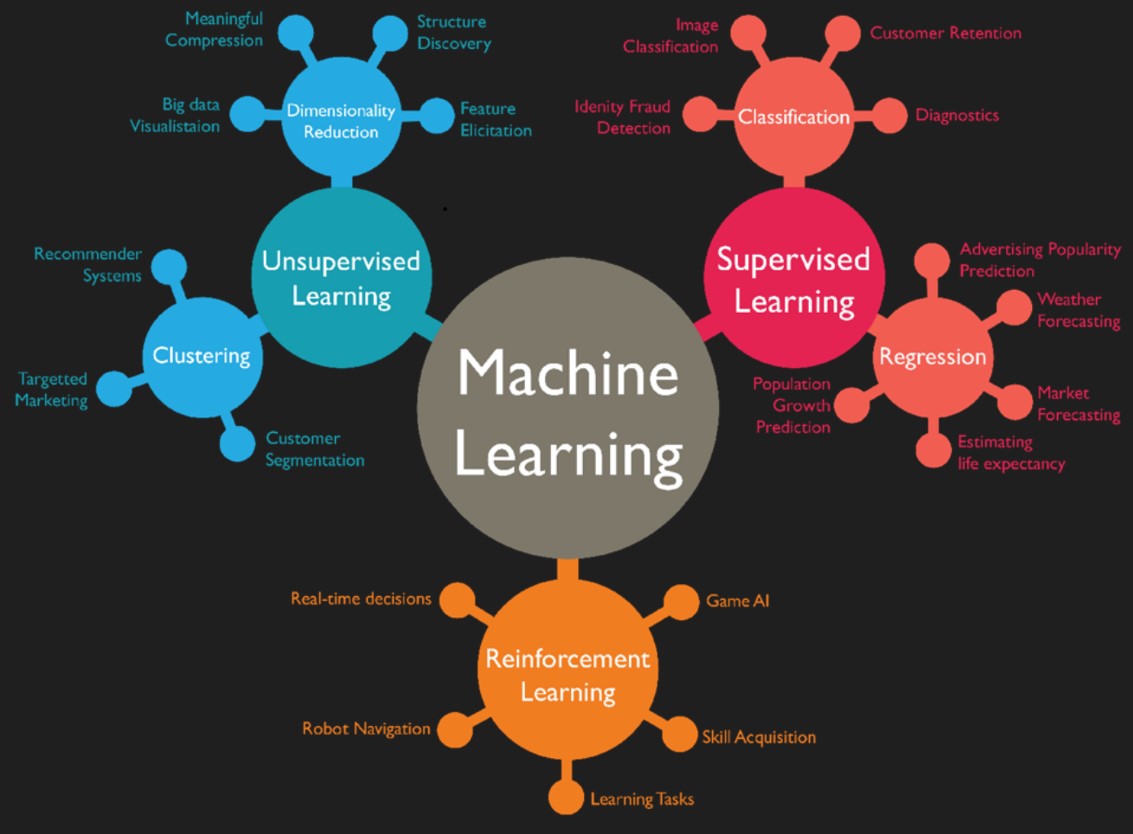 Meaningful
Compression
Structure
Discovery
Big data
Visualistaion
Dimensionality
Reduction
Feature
Elicitation
Image
Classification
Customer Retention
Idenity Fraud
Detection
Classification
Diagnostics
Unsupervised
Learning
Recommender
Systems
Clustering
Targetted
Marketing
Customer
Segmentation
Supervised
Learning
Advertising Popularity
Prediction
Weather
Forecasting
Regression
Population
Growth
Prediction
Market
Forecasting
Estimating
life expectancy
Machine
Learning
Real-time decisions
Game AI
Reinforcement
Learning
Robot Navigation
Skill Acquisition
Learning Tasks